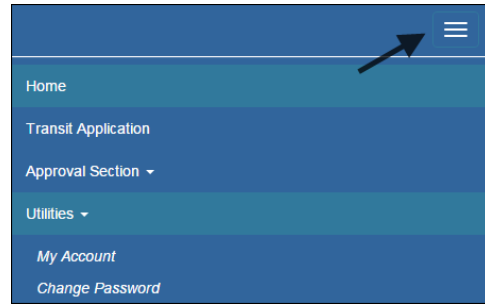 Home
Transit Application
Approval Section
Utilities
My Account
Change Password